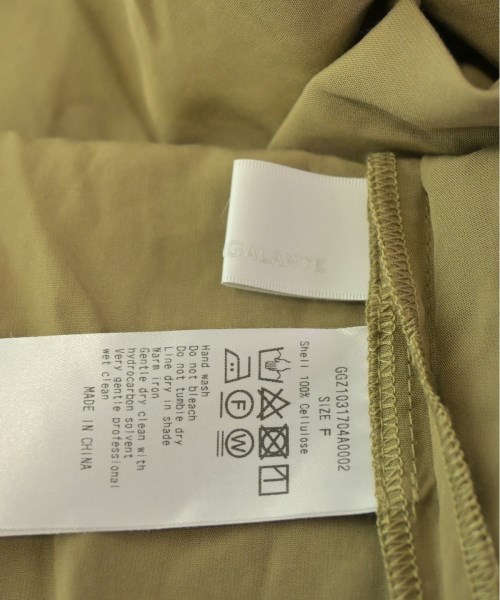 GALANTE
GGZ1031704A0002
SIZE F
Shell 100% Cellulose
F
W
Hand wash
Do not bleach
Do not tumble dry
Line dry in shade
Warm iron
Gentle dry clean with
hydrocarbon solvent
Very gentle professional
wet clean
MADE IN CHINA